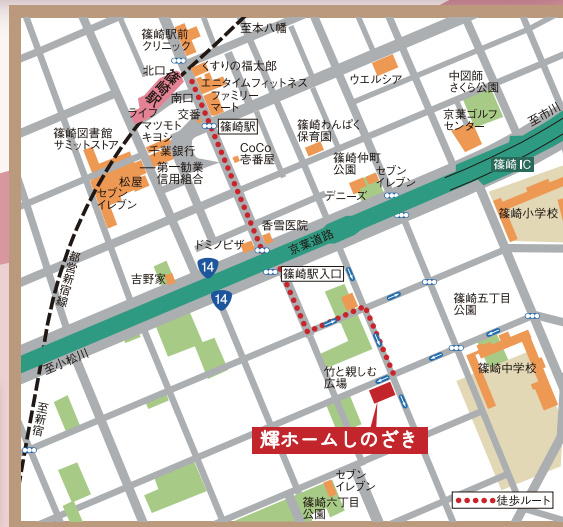 至本八幡
篠崎駅前
クリニック
北口
くすりの福太郎
篠崎駅
エニタイムフィットネス
南口
ファミリー
マート
ライフ
交番
マツモト
キヨシ
篠崎駅
千葉銀行
篠崎図書館
サミットストア
第一勧業
信用組合
CoCo
壱番屋
松屋
セブン
イレブン
ウエルシア
中図師
さくら公園
京葉ゴルフ
センター
至市川
篠崎わんぱく
保育園
篠崎仲町
公園
セブン
イレブン
デニーズ
篠崎IC
篠崎小学校
香雪医院
ドミノピザ
京葉道路
14
14
篠崎駅入口
吉野家
都営新宿線
至小松川
至新宿
篠崎五丁目
公園
篠崎中学校
竹と親しむ
広場
輝ホームしのざき
セブン
イレブン
篠崎六丁目
公園
徒歩ルート